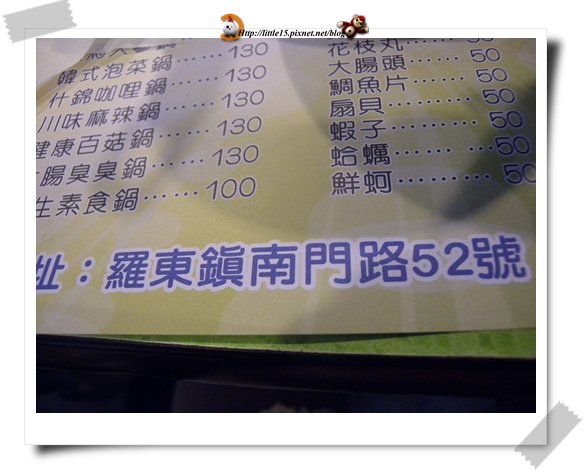 Http://little15.pixnet.net/blog
鍋 130
韓式泡菜鍋……130
什錦咖哩鍋……130
川味麻辣鍋……130
健康百菇鍋……130
腸臭臭鍋……130
生素食鍋……100
花枝丸 50
大腸頭 50
鯛魚片 50
扇貝 50
蝦子 50
蛤蠣 50
鮮蚵 50
址：羅東鎮南門路52號